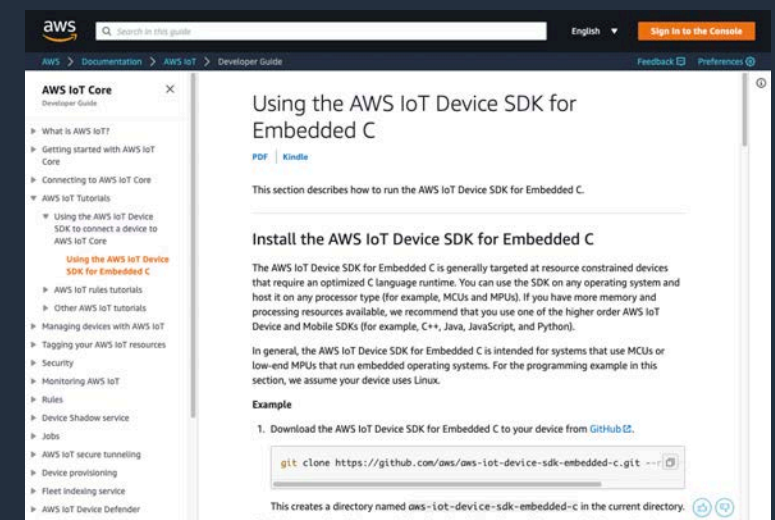 aws
Search in this guide
English
Sign In to the Console
AWS > Documentation > AWS IoT > Developer Guide
Feedback
Preferences
AWS IoT Core
Developer Guide
What is AWS IoT?
Getting started with AWS IoT
Core
Connecting to AWS IoT Core
AWS IoT Tutorials
Using the AWS IoT Device
SDK to connect a device to
AWS IoT Core
Using the AWS IoT Device
SDK for Embedded C
AWS IoT rules tutorials
Other AWS IoT tutorials
Managing devices with AWS IoT
Tagging your AWS IoT resources
Security
Monitoring AWS IoT
Rules
Device Shadow service
Jobs
AWS IoT secure tunneling
Device provisioning
Fleet indexing service
AWS IoT Device Defender
Using the AWS IoT Device SDK for
Embedded C
PDF | Kindle
This section describes how to run the AWS IoT Device SDK for Embedded C.
Install the AWS IoT Device SDK for Embedded C
The AWS IoT Device SDK for Embedded C is generally targeted at resource constrained devices
that require an optimized C language runtime. You can use the SDK on any operating system and
host it on any processor type (for example, MCUs and MPUs). If you have more memory and
processing resources available, we recommend that you use one of the higher order AWS IoT
Device and Mobile SDKs (for example, C++, Java, JavaScript, and Python).
In general, the AWS IoT Device SDK for Embedded C is intended for systems that use MCUs or
low-end MPUs that run embedded operating systems. For the programming example in this
section, we assume your device uses Linux.
Example
1. Download the AWS IoT Device SDK for Embedded C to your device from GitHub.
git clone https://github.com/aws/aws-iot-device-sdk-embedded-c.git --r
This creates a directory named aws-iot-device-sdk-embedded-c in the current directory.